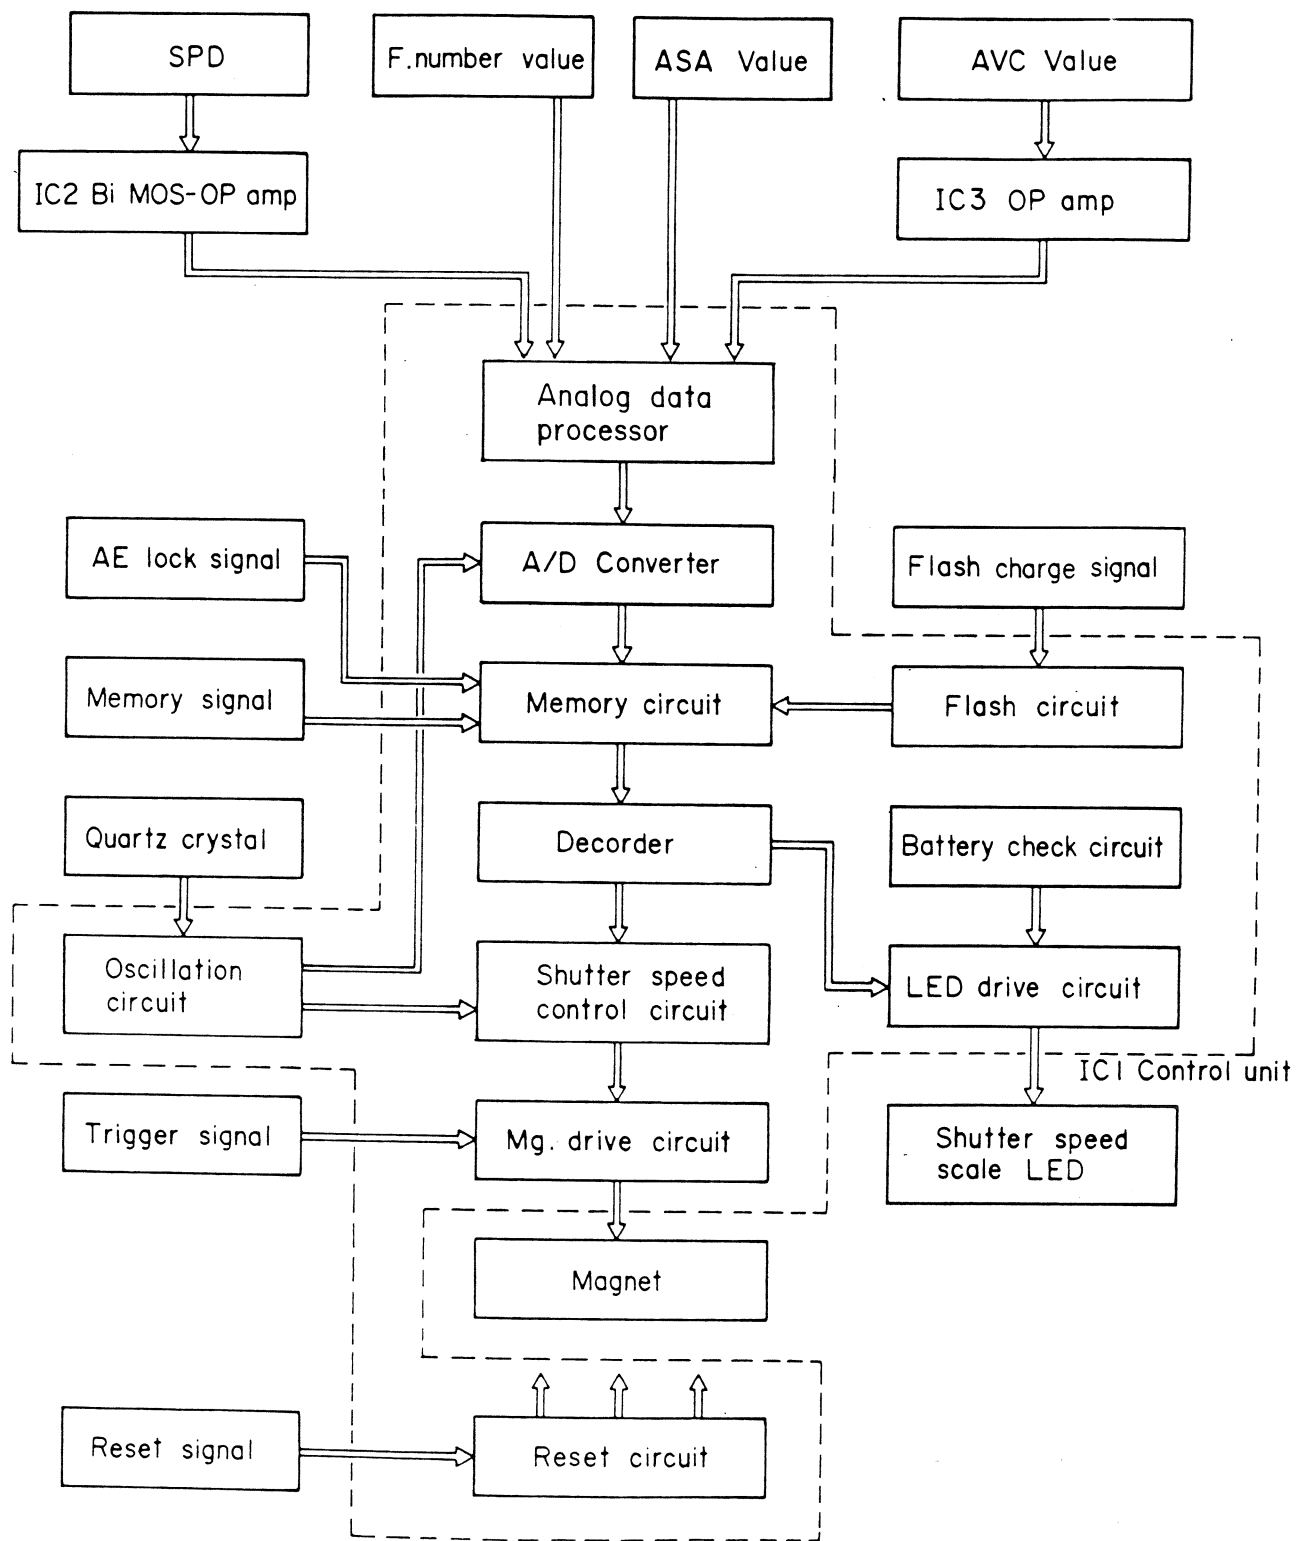 SPD
F.number value
ASA Value
AVC Value
IC2 Bi MOS-OP amp
IC3 OP amp
Analog data
processor
AE lock signal
A/D Converter
Flash charge signal
Memory signal
Memory circuit
Flash circuit
Quartz crystal
Decorder
Battery check circuit
Oscillation
circuit
Shutter speed
control circuit
LED drive circuit
IC1 Control unit
Trigger signal
Mg. drive circuit
Shutter speed
scale LED
Magnet
Reset signal
Reset circuit